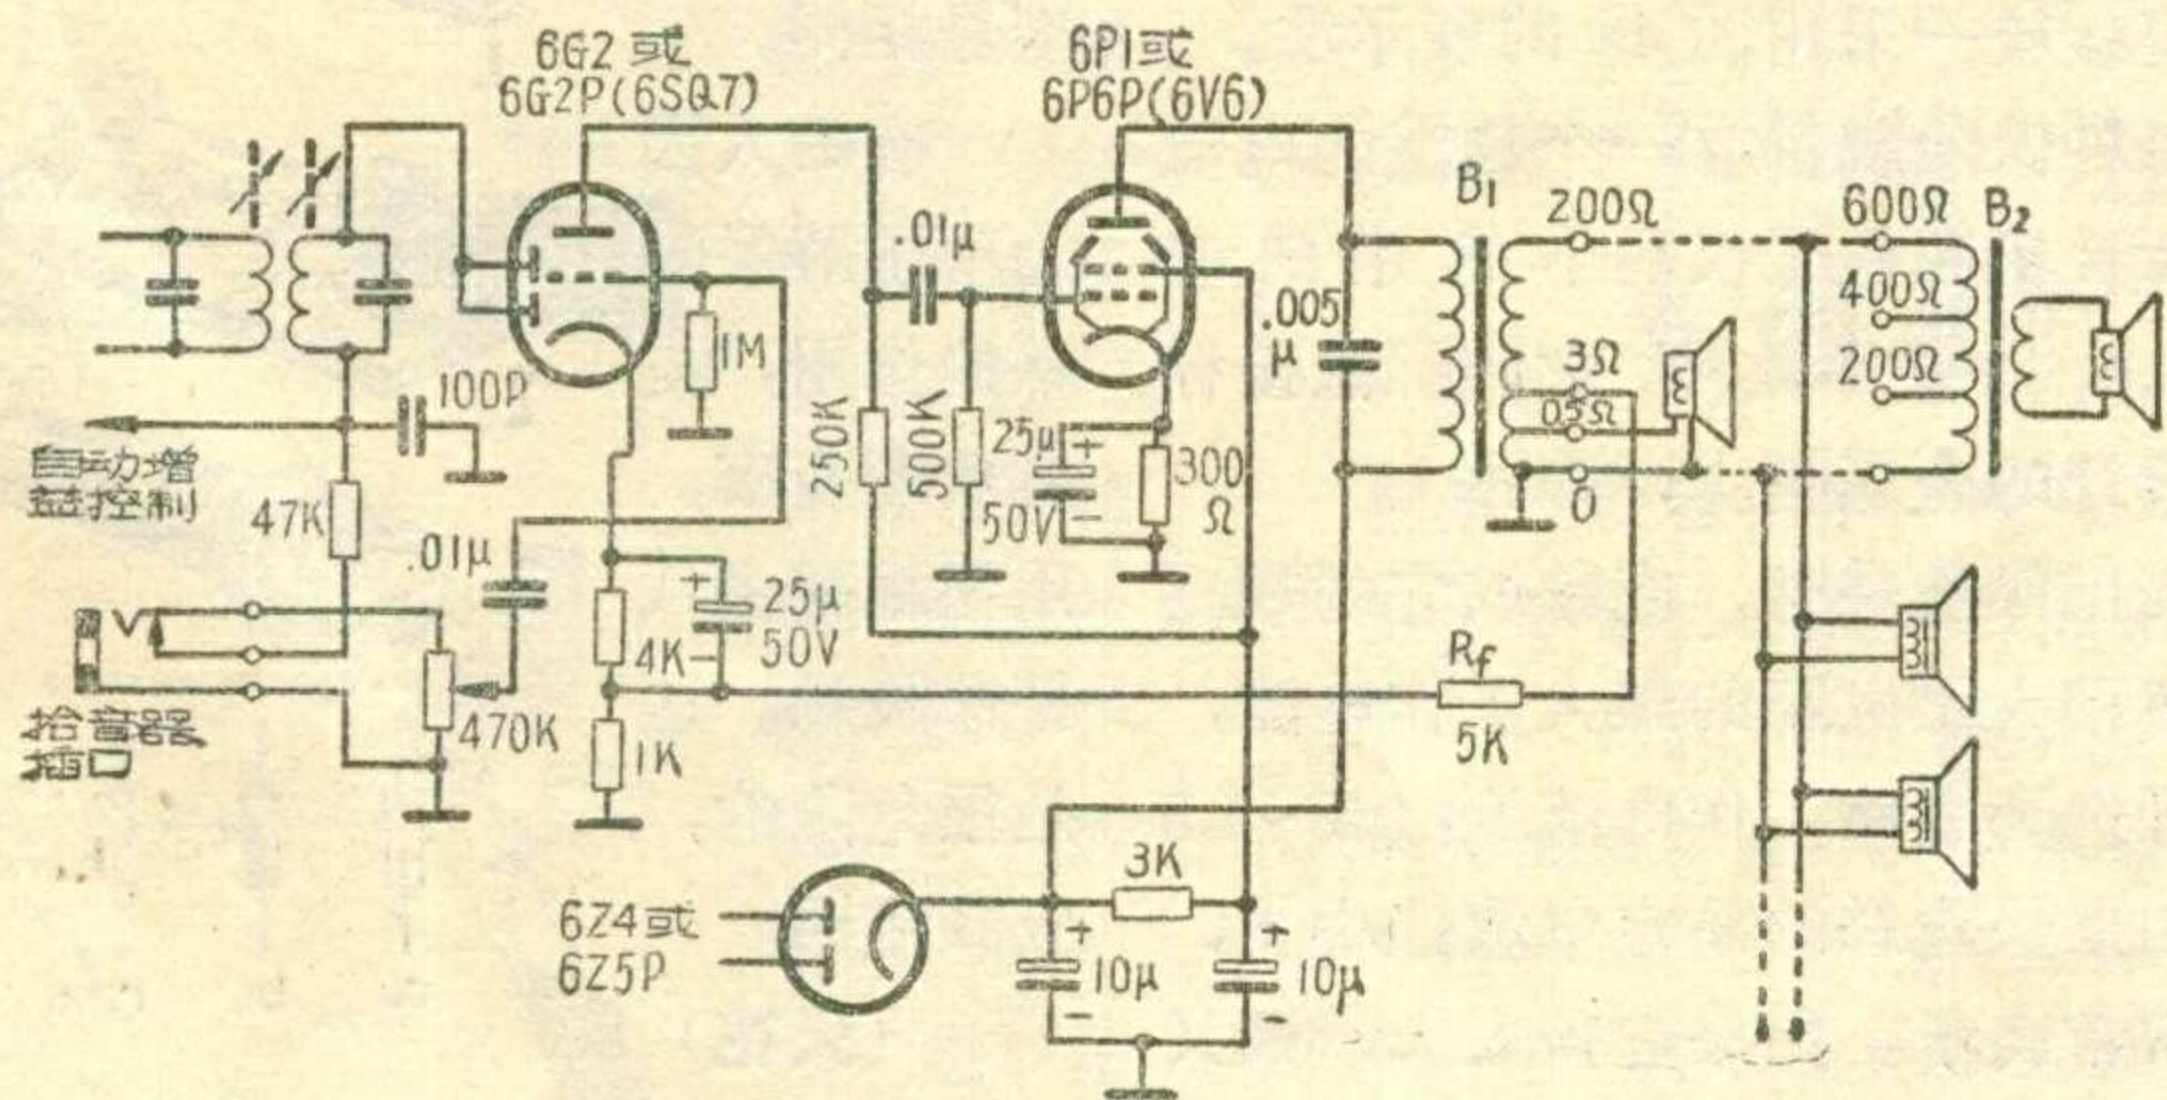 6G2或
6G2P(6SQ7)
6P1或
6P6P(6V6)
.01μ
.005
μ
B1
200Ω
600Ω
B2
400Ω
200Ω
3Ω
0.5Ω
0
1M
100P
自动增
益控制
47K
.01μ
250K
500K
25μ
50V
+
−
300
Ω
V
拾音器
插口
470K
+
25μ
50V
−
4K
1K
Rf
5K
6Z4或
6Z5P
3K
+
10μ
−
+
10μ
−